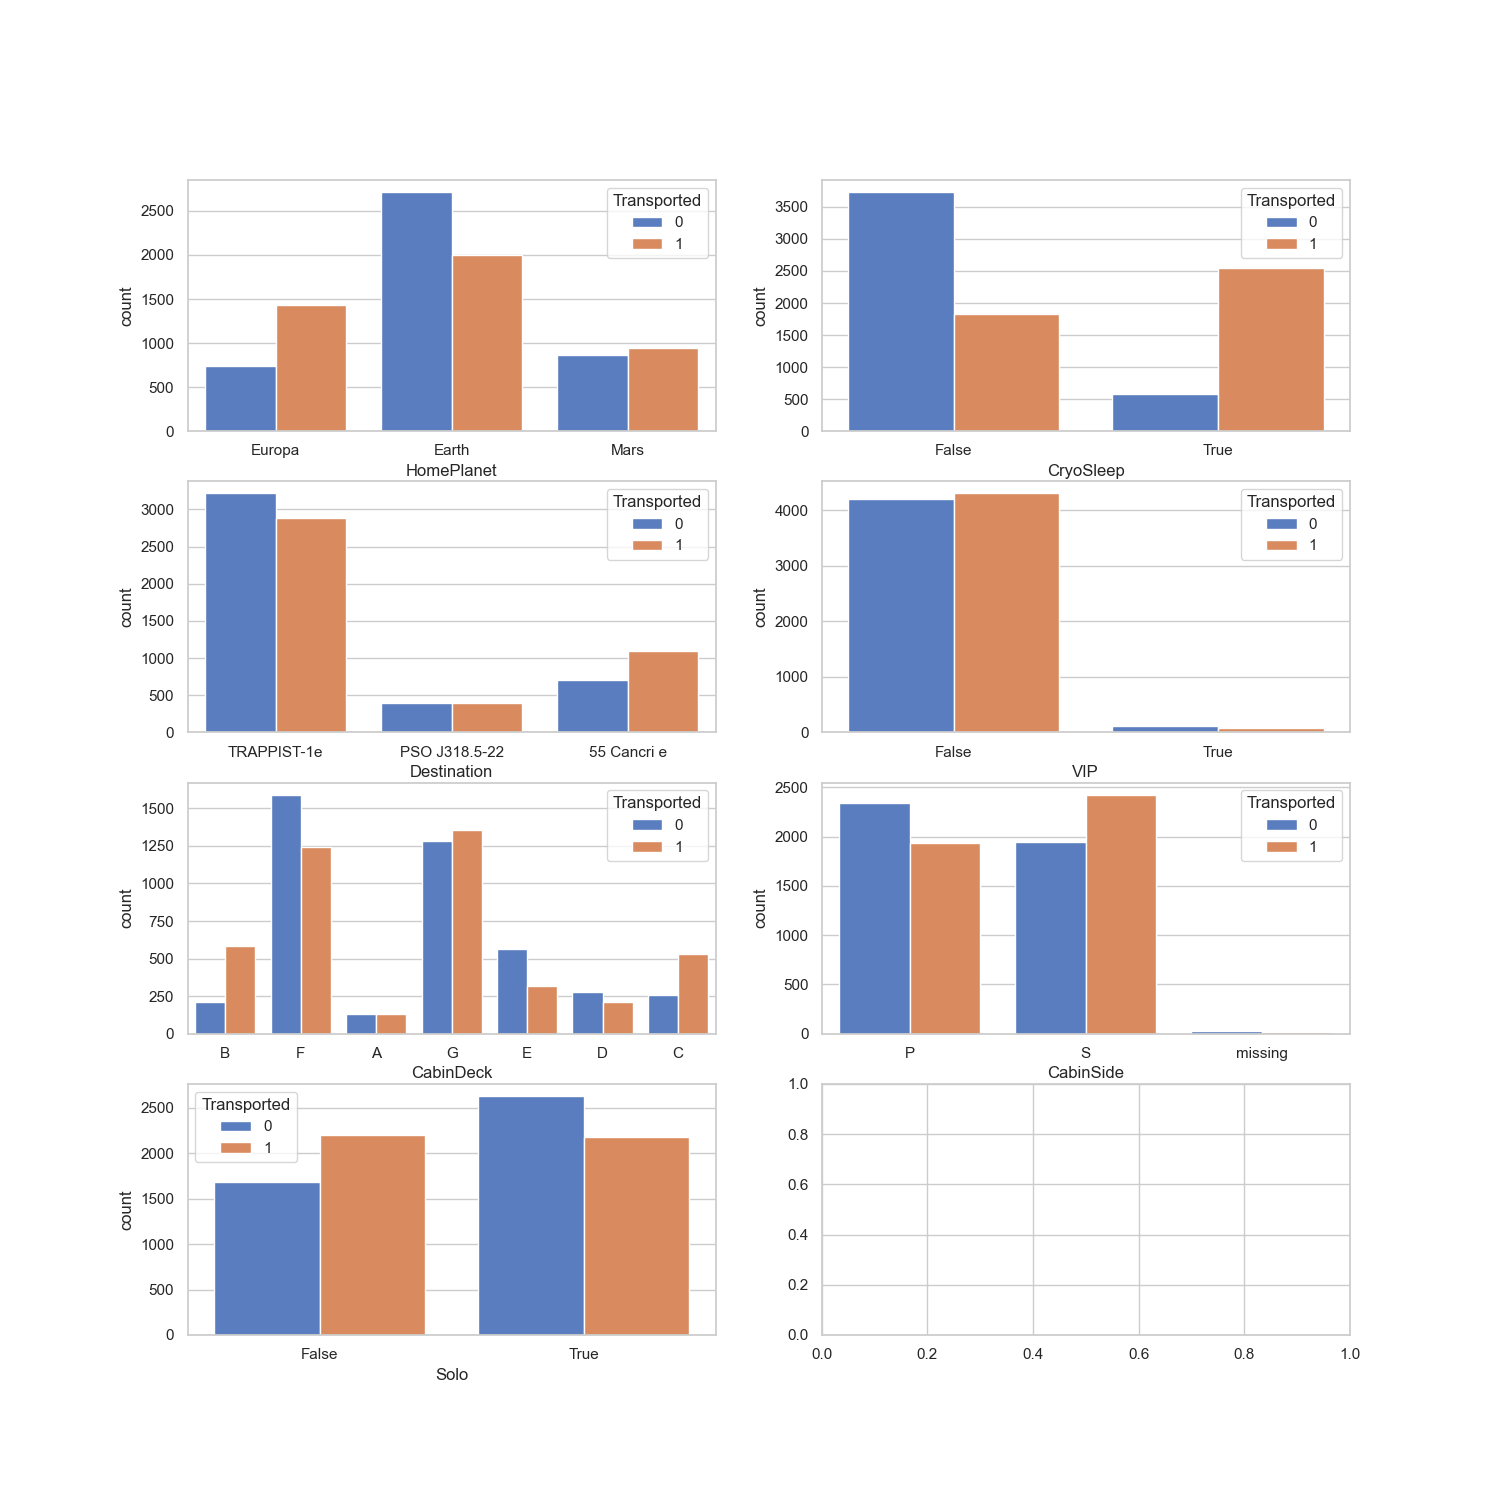 2500
2000
1500
1000
500
0
count
Europa Earth Mars
HomePlanet
Transported
0
1
3500
3000
2500
2000
1500
1000
500
0
count
False True
CryoSleep
Transported
0
1
3000
2500
2000
1500
1000
500
0
count
TRAPPIST-1e PSO J318.5-22 55 Cancri e
Destination
Transported
0
1
4000
3000
2000
1000
0
count
False True
VIP
Transported
0
1
1500
1250
1000
750
500
250
0
count
B F A G E D C
CabinDeck
Transported
0
1
2500
2000
1500
1000
500
0
count
P S missing
CabinSide
Transported
0
1
2500
2000
1500
1000
500
0
count
False True
Solo
Transported
0
1
1.0
0.8
0.6
0.4
0.2
0.0
0.0 0.2 0.4 0.6 0.8 1.0